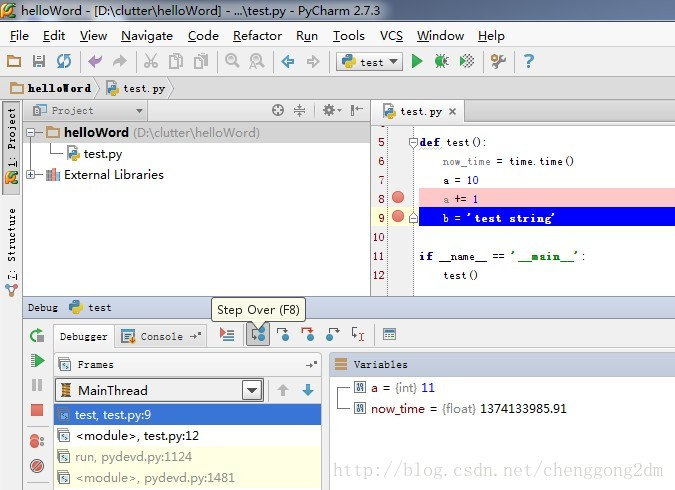 helloWord - [D:\clutter\helloWord] - ...\test.py - PyCharm 2.7.3
File Edit View Navigate Code Refactor Run Tools VCS Window Help
test
helloWord test.py
1: Project
Project
test.py
helloWord (D:\clutter\helloWord)
test.py
External Libraries
7: Structure
5 def test():
6 now_time = time.time()
7 a = 10
8 a += 1
9 b = 'test string'
10
11 if __name__ == '__main__':
12 test()
Debug test
Step Over (F8)
Debugger Console
Frames
Variables
MainThread
test, test.py:9
<module>, test.py:12
run, pydevd.py:1124
<module>, pydevd.py:1481
a = {int} 11
now_time = {float} 1374133985.91
http://blog.csdn.net/chenggong2dm